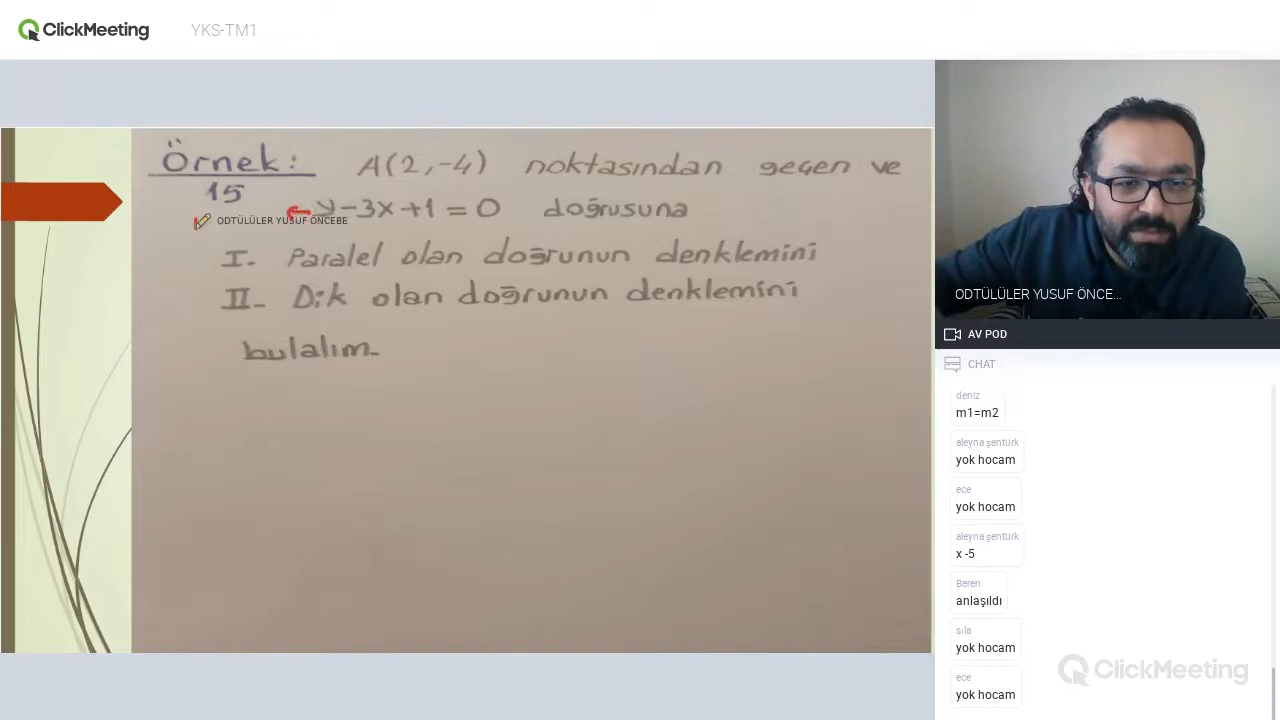 ClickMeeting
YKS-TM1
Örnek: A(2,-4) noktasından geçen ve
15
y-3x+1=0 doğrusuna
ODTÜLÜLER YUSUF ÖNCEBE
I. Paralel olan doğrunun denklemini
II- Dik olan doğrunun denklemini
bulalım.
ODTÜLÜLER YUSUF ÖNCE...
AV POD
CHAT
deniz
m1=m2
aleyna şentürk
yok hocam
ece
yok hocam
aleyna şentürk
x -5
Beren
anlaşıldı
sıla
yok hocam
ece
yok hocam
ClickMeeting